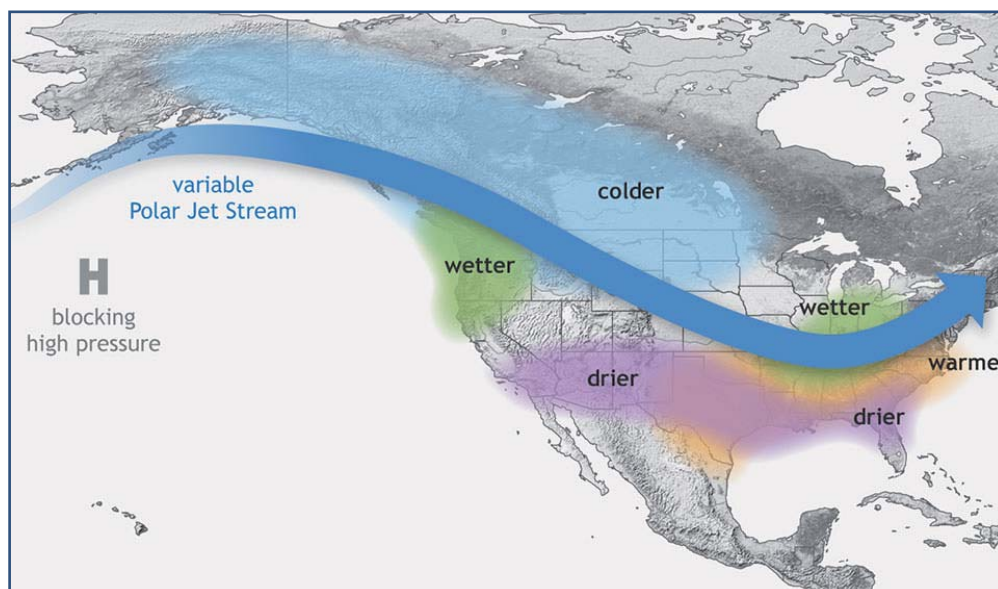 variable
Polar Jet Stream
colder
H
wetter
blocking
high pressure
wetter
warme
drier
drier